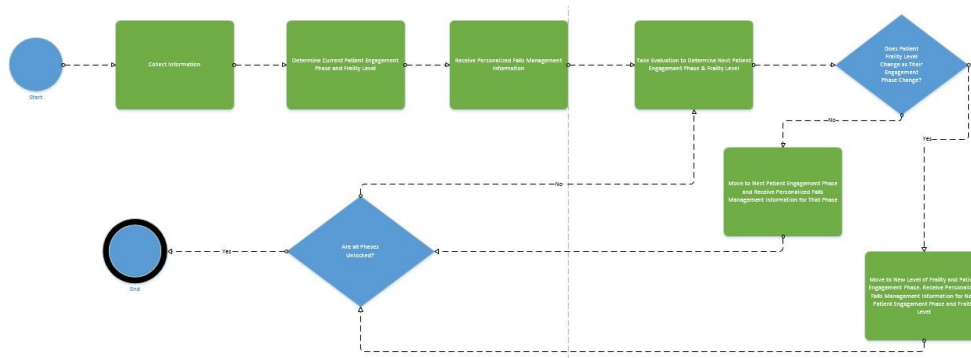 Start
Collect Information
Determine Current Patient Engagement
Phase and Frailty Level
Receive Personalized Falls Management
Information
Take Evaluation to Determine Next Patient
Engagement Phase & Frailty Level
Does Patient
Frailty Level
Change as Their
Engagement
Phase Change?
No
Yes
Move to Next Patient Engagement Phase
and Receive Personalized Falls
Management Information for That Phase
No
Are all Phases
Unlocked?
Yes
End
Move to New Level of Frailty and
Engagement Phase. Receive
Falls Management Information for
Patient Engagement Phase and
Level